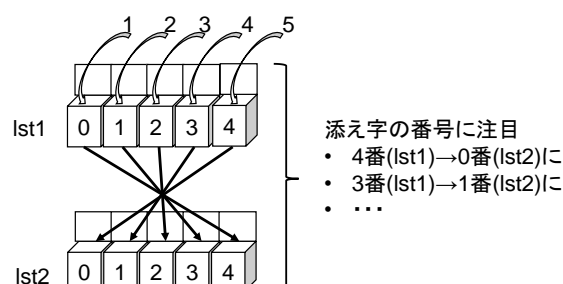 1 2 3 4 5
lst1 0 1 2 3 4
添え字の番号に注目
• 4番(lst1)→0番(lst2)に
• 3番(lst1)→1番(lst2)に
• ・・・
lst2 0 1 2 3 4